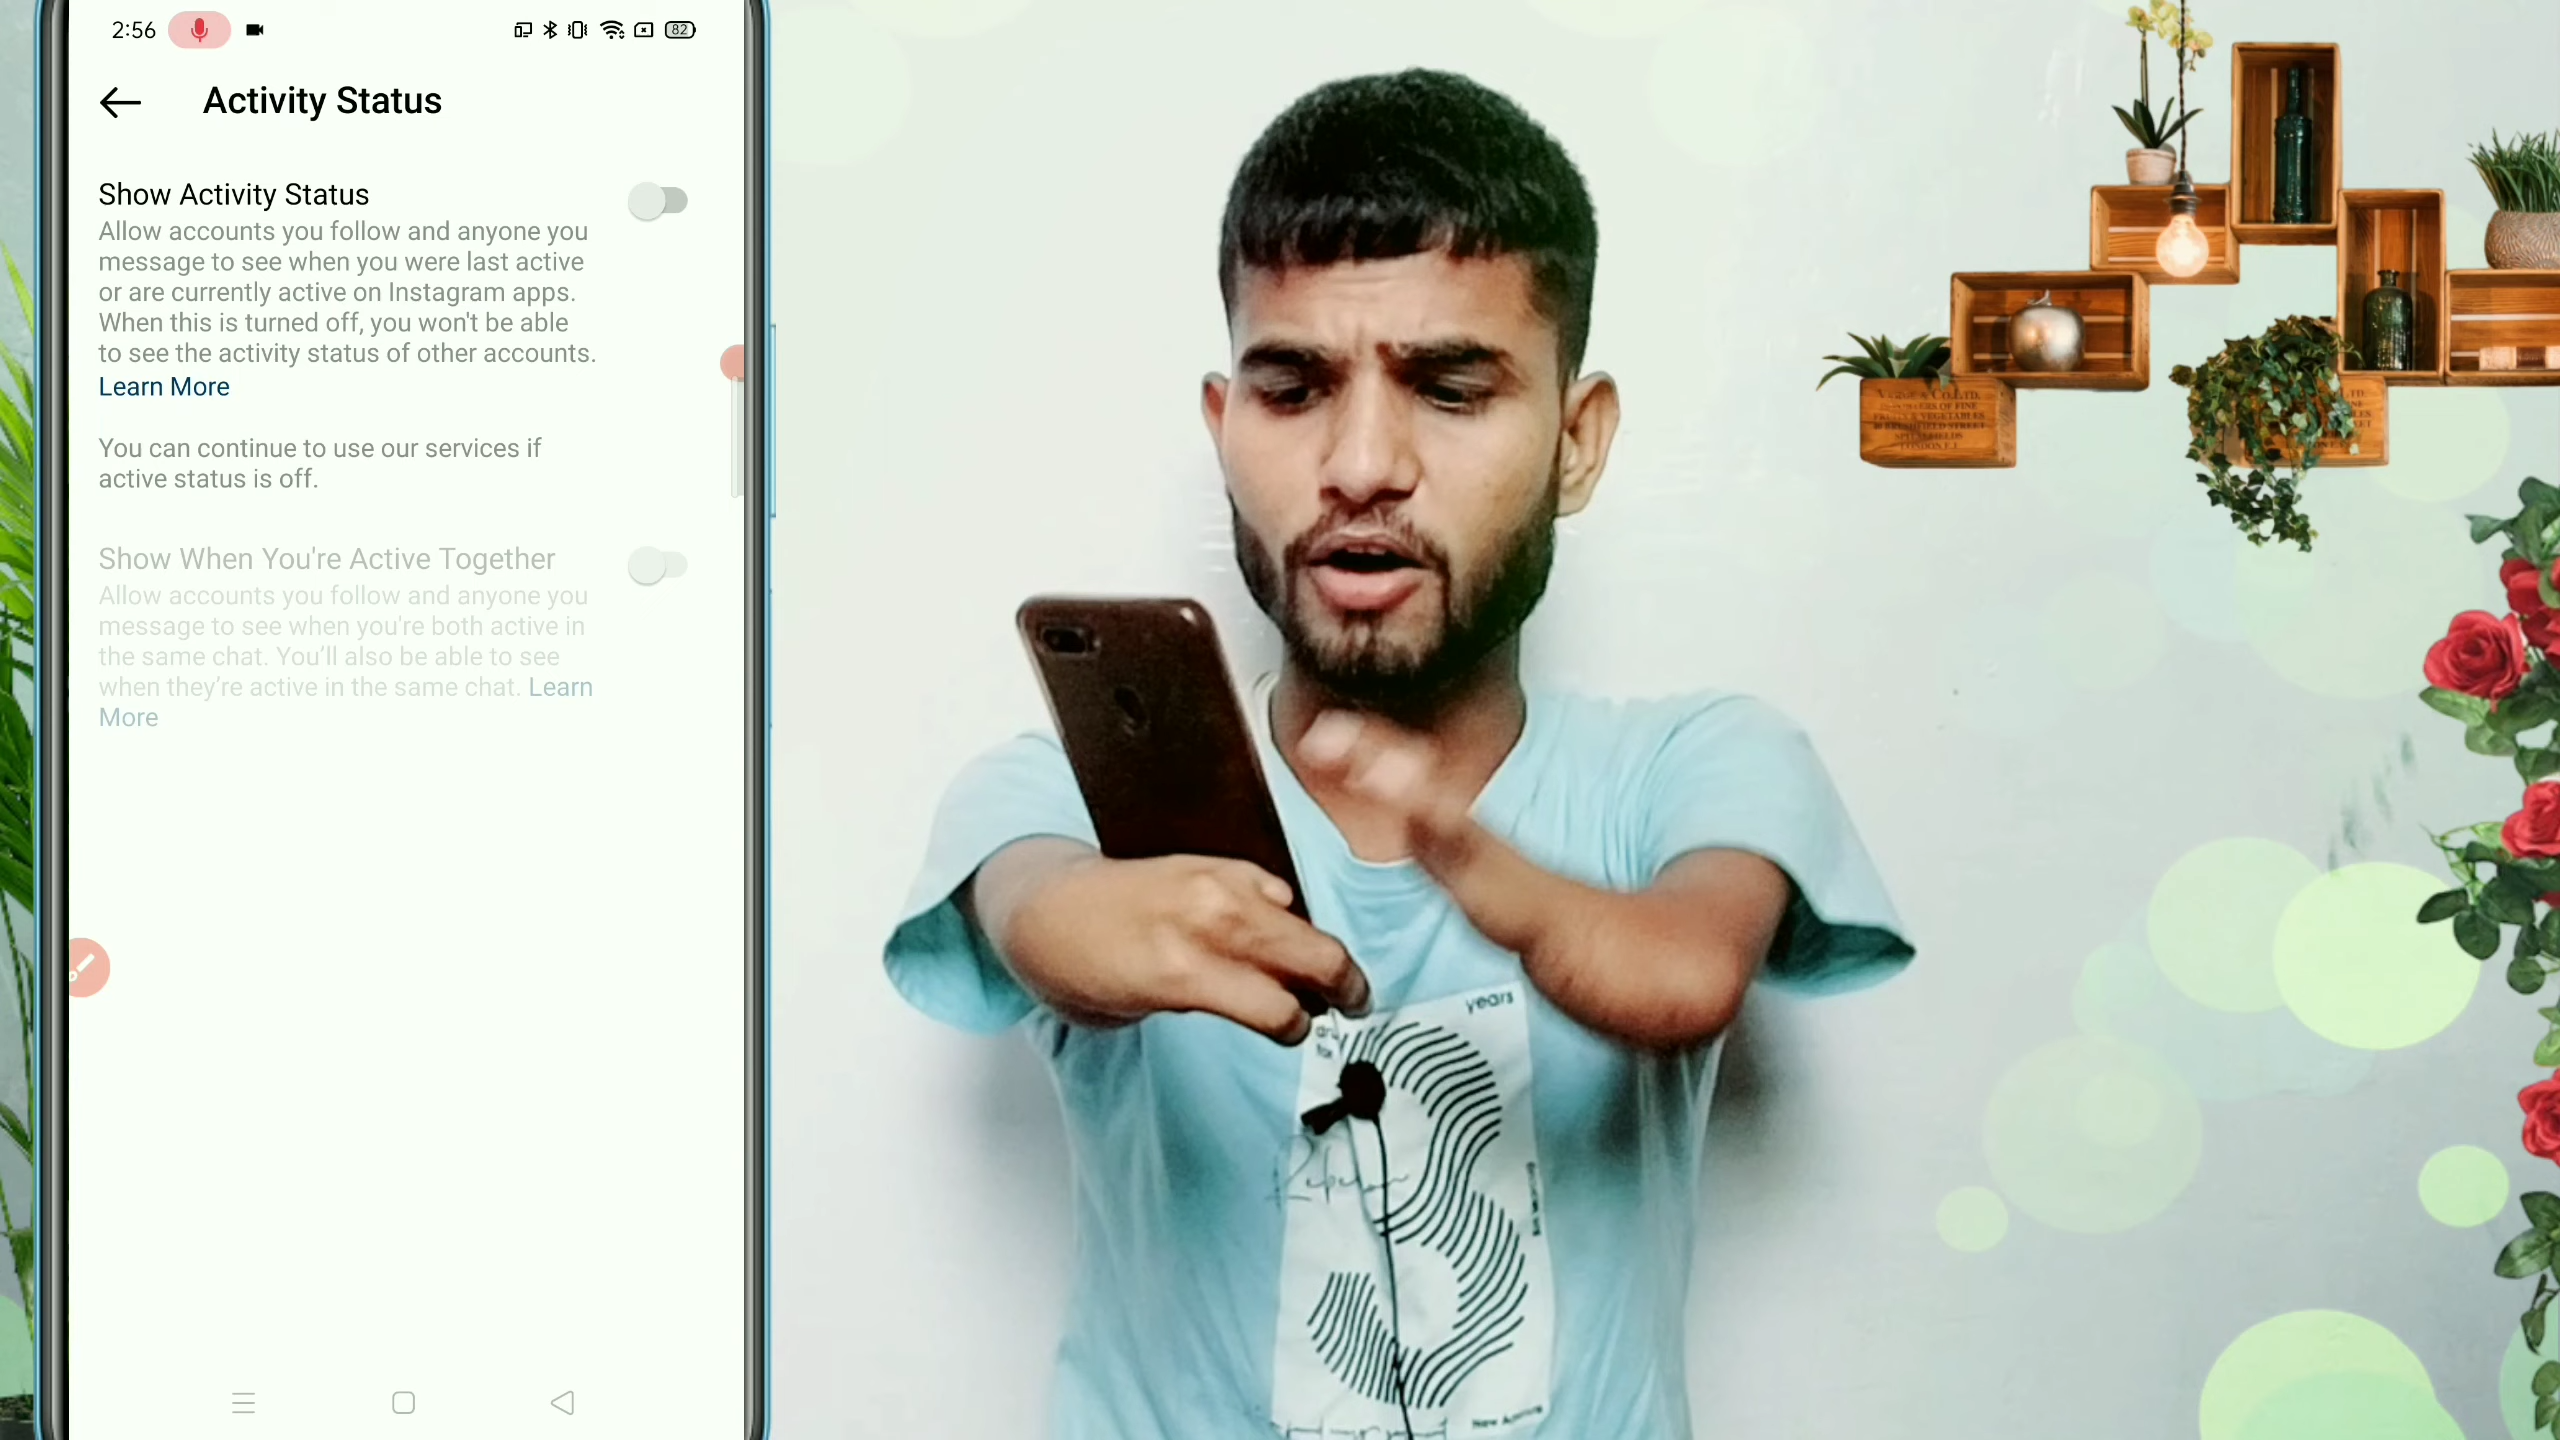 2:56
82
Activity Status
Show Activity Status
Allow accounts you follow and anyone you
message to see when you were last active
or are currently active on Instagram apps.
When this is turned off, you won't be able
to see the activity status of other accounts.
Learn More
You can continue to use our services if
active status is off.
Show When You're Active Together
Allow accounts you follow and anyone you
message to see when you're both active in
the same chat. You’ll also be able to see
when they’re active in the same chat. Learn
More
years